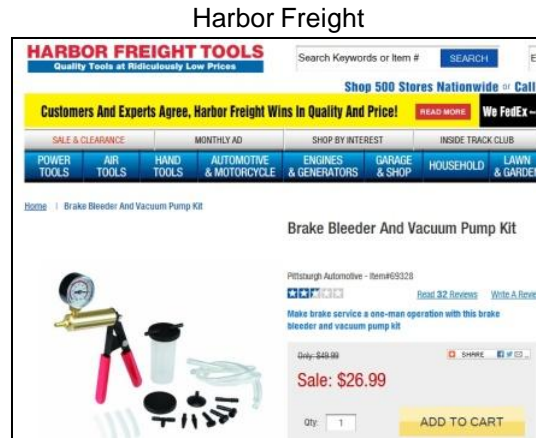 Harbor Freight
HARBOR FREIGHT TOOLS
Quality Tools at Ridiculously Low Prices
Search Keywords or Item #
SEARCH
E
Shop 500 Stores Nationwide or Call
Customers And Experts Agree, Harbor Freight Wins In Quality And Price!
READ MORE
We FedEx
SALE & CLEARANCE
MONTHLY AD
SHOP BY INTEREST
INSIDE TRACK CLUB
POWER TOOLS
AIR TOOLS
HAND TOOLS
AUTOMOTIVE & MOTORCYCLE
ENGINES & GENERATORS
GARAGE & SHOP
HOUSEHOLD
LAWN & GARDEN
Home | Brake Bleeder And Vacuum Pump Kit
Brake Bleeder And Vacuum Pump Kit
Pittsburgh Automotive - Item#69328
Read 32 Reviews
Write A Revie
Make brake service a one-man operation with this brake
bleeder and vacuum pump kit
Only: $49.99
SHARE
Sale: $26.99
Qty: 1
ADD TO CART